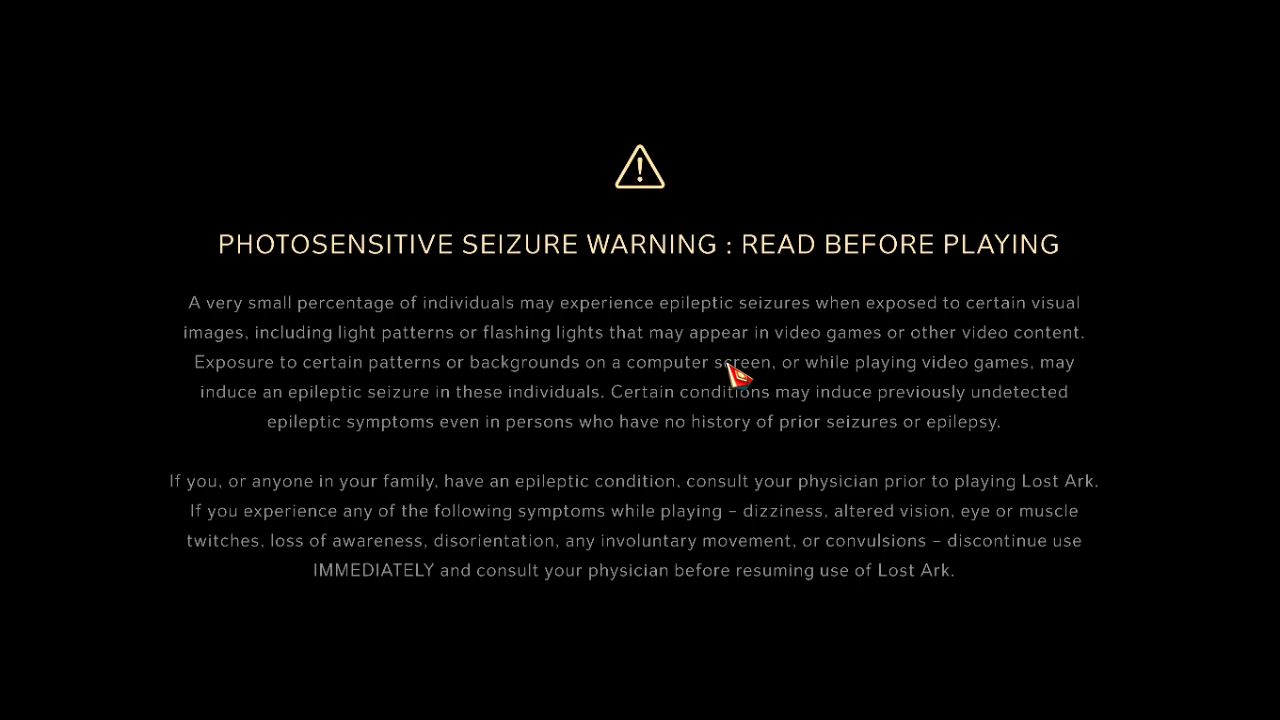 PHOTOSENSITIVE SEIZURE WARNING : READ BEFORE PLAYING
A very small percentage of individuals may experience epileptic seizures when exposed to certain visual
images, including light patterns or flashing lights that may appear in video games or other video content.
Exposure to certain patterns or backgrounds on a computer screen, or while playing video games, may
induce an epileptic seizure in these individuals. Certain conditions may induce previously undetected
epileptic symptoms even in persons who have no history of prior seizures or epilepsy.
If you, or anyone in your family, have an epileptic condition, consult your physician prior to playing Lost Ark.
If you experience any of the following symptoms while playing – dizziness, altered vision, eye or muscle
twitches, loss of awareness, disorientation, any involuntary movement, or convulsions – discontinue use
IMMEDIATELY and consult your physician before resuming use of Lost Ark.